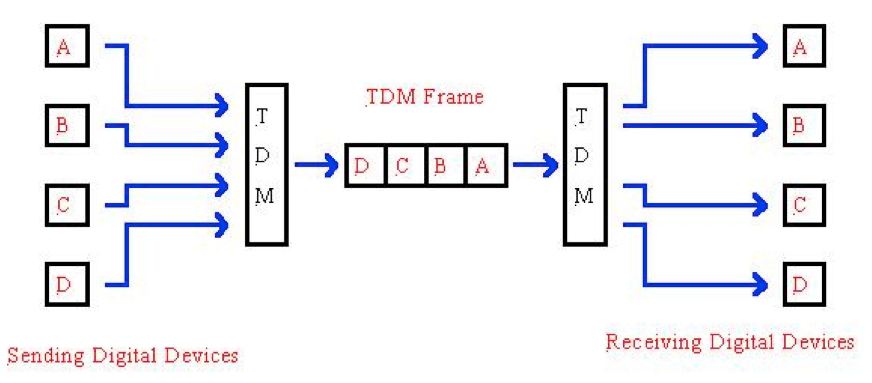 A
B
C
D
Sending Digital Devices
T
D
M
TDM Frame
D C B A
T
D
M
A
B
C
D
Receiving Digital Devices